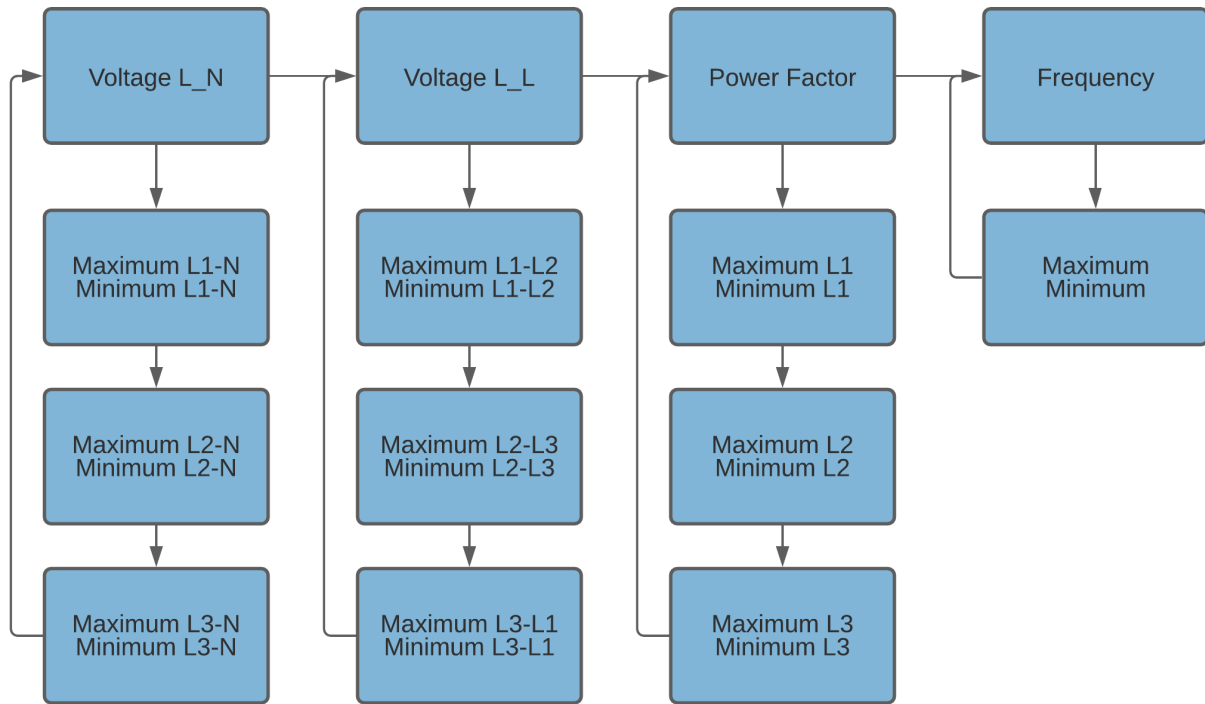 Voltage L_N
Voltage L_L
Power Factor
Frequency
Maximum L1-N
Minimum L1-N
Maximum L1-L2
Minimum L1-L2
Maximum L1
Minimum L1
Maximum
Minimum
Maximum L2-N
Minimum L2-N
Maximum L2-L3
Minimum L2-L3
Maximum L2
Minimum L2
Maximum L3-N
Minimum L3-N
Maximum L3-L1
Minimum L3-L1
Maximum L3
Minimum L3